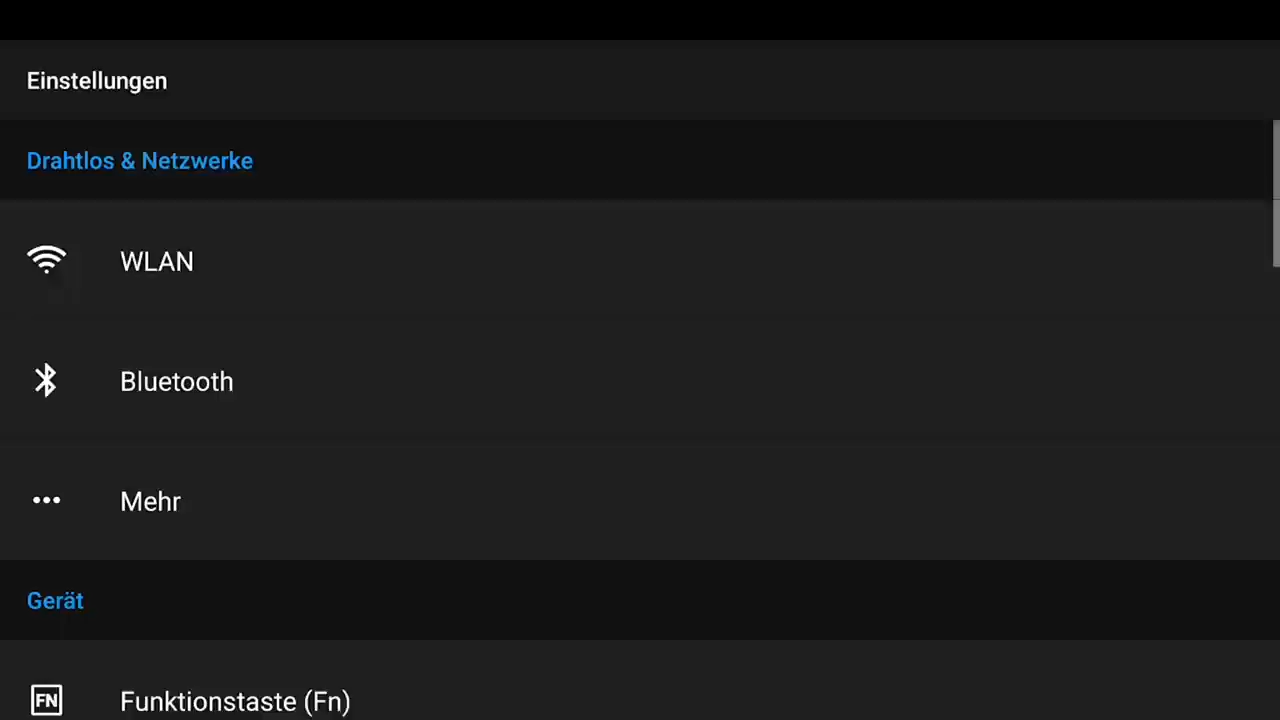 Einstellungen
Drahtlos & Netzwerke
WLAN
Bluetooth
Mehr
Gerät
FN Funktionstaste (Fn)